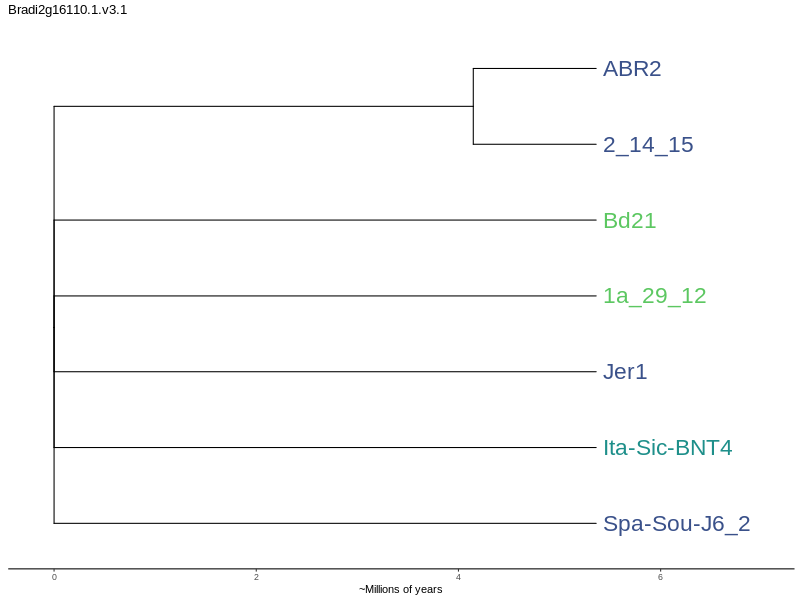 Bradi2g16110.1.v3.1
ABR2
2_14_15
Bd21
1a_29_12
Jer1
Ita-Sic-BNT4
Spa-Sou-J6_2
0 2 4 6
~Millions of years